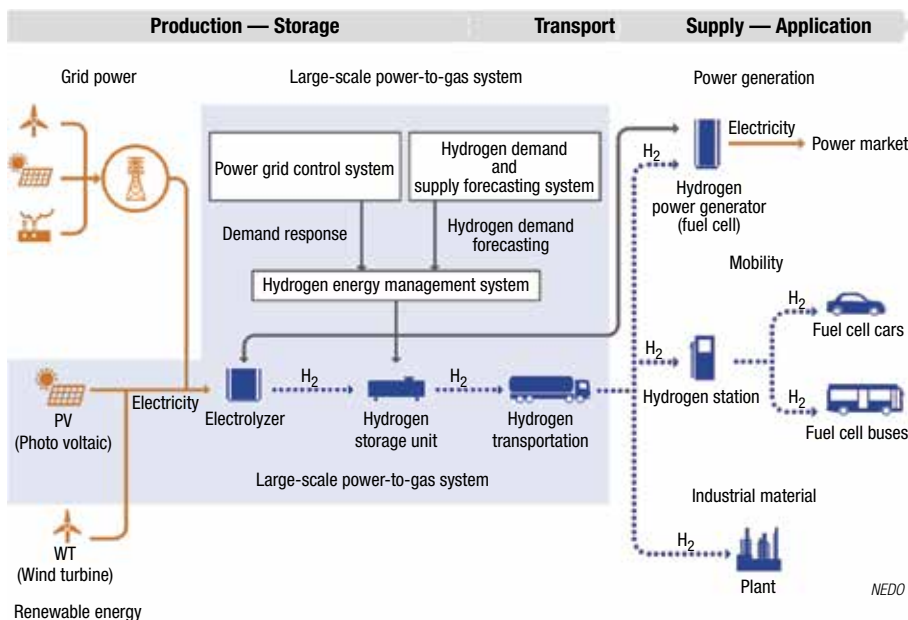 Production — Storage
Transport
Supply — Application
Grid power
Large-scale power-to-gas system
Power generation
Power grid control system
Hydrogen demand
and
supply forecasting system
H2
Electricity
Power market
Hydrogen
power generator
(fuel cell)
Demand response
Hydrogen demand
forecasting
Mobility
Hydrogen energy management system
H2
Fuel cell cars
H2
Hydrogen station
H2
Fuel cell buses
PV
(Photo voltaic)
Electricity
Electrolyzer
H2
Hydrogen
storage unit
H2
Hydrogen
transportation
Large-scale power-to-gas system
Industrial material
H2
Plant
WT
(Wind turbine)
Renewable energy
NEDO